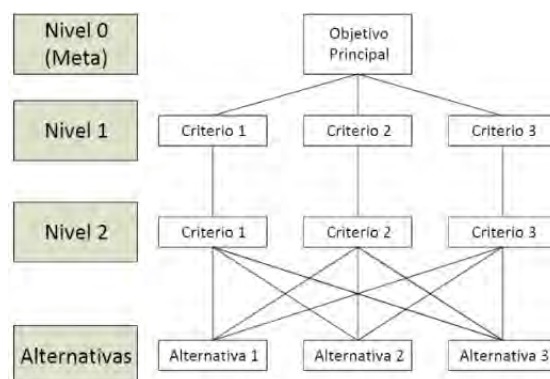 Nivel 0
(Meta)
Objetivo
Principal
Nivel 1
Criterio 1
Criterio 2
Criterio 3
Nivel 2
Criterio 1
Criterio 2
Criterio 3
Alternativas
Alternativa 1
Alternativa 2
Alternativa 3